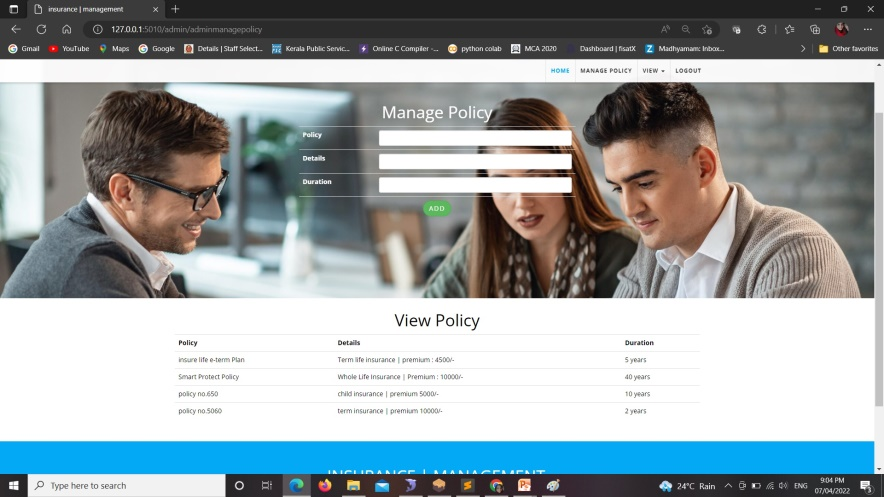 insurance | management
127.0.0.1:5010/admin/adminmanagepolicy
Gmail YouTube Maps Google Details | Staff Select... Kerala Public Servic... Online C Compiler -... python colab MCA 2020 Dashboard | fisatX Madhyamam: Inbox... Other favorites
HOME MANAGE POLICY VIEW LOGOUT
Manage Policy
Policy
Details
Duration
ADD
View Policy
Policy Details Duration
insure life e-term Plan Term life insurance | premium : 4500/- 5 years
Smart Protect Policy Whole Life Insurance | Premium : 10000/- 40 years
policy no.650 child insurance | premium 5000/- 10 years
policy no.5060 term insurance | premium 10000/- 2 years
INSURANCE | MANAGEMENT
Type here to search 24°C Rain ENG 9:04 PM
07/04/2022 3